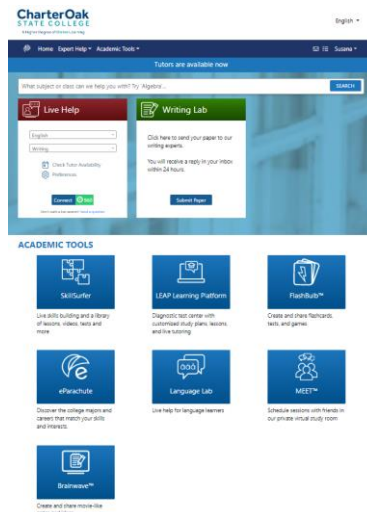 CharterOak
STATE COLLEGE
English
Home Expert Help Academic Tools
Susana
Tutors are available now
What subject or class can we help you with? Try 'Algebra'...
SEARCH
Live Help
English
Writing
Check Tutor Availability
Preferences
Connect
Writing Lab
Click here to send your paper to our
writing experts.
You will receive a reply in your inbox
within 24 hours.
Submit Paper
ACADEMIC TOOLS
SkillSurfer
Live skills building and a library
of lessons, videos, tests and
more
LEAP Learning Platform
Diagnostic test center with
customized study plans, lessons,
and live tutoring
FlashBulb™
Create and share flashcards,
tests, and games.
eParachute
Discover the college majors and
careers that match your skills
and interests.
Language Lab
Live help for language learners
MEET™
Schedule sessions with friends in
our private virtual study room.
Brainwave™
Create and share movie-like